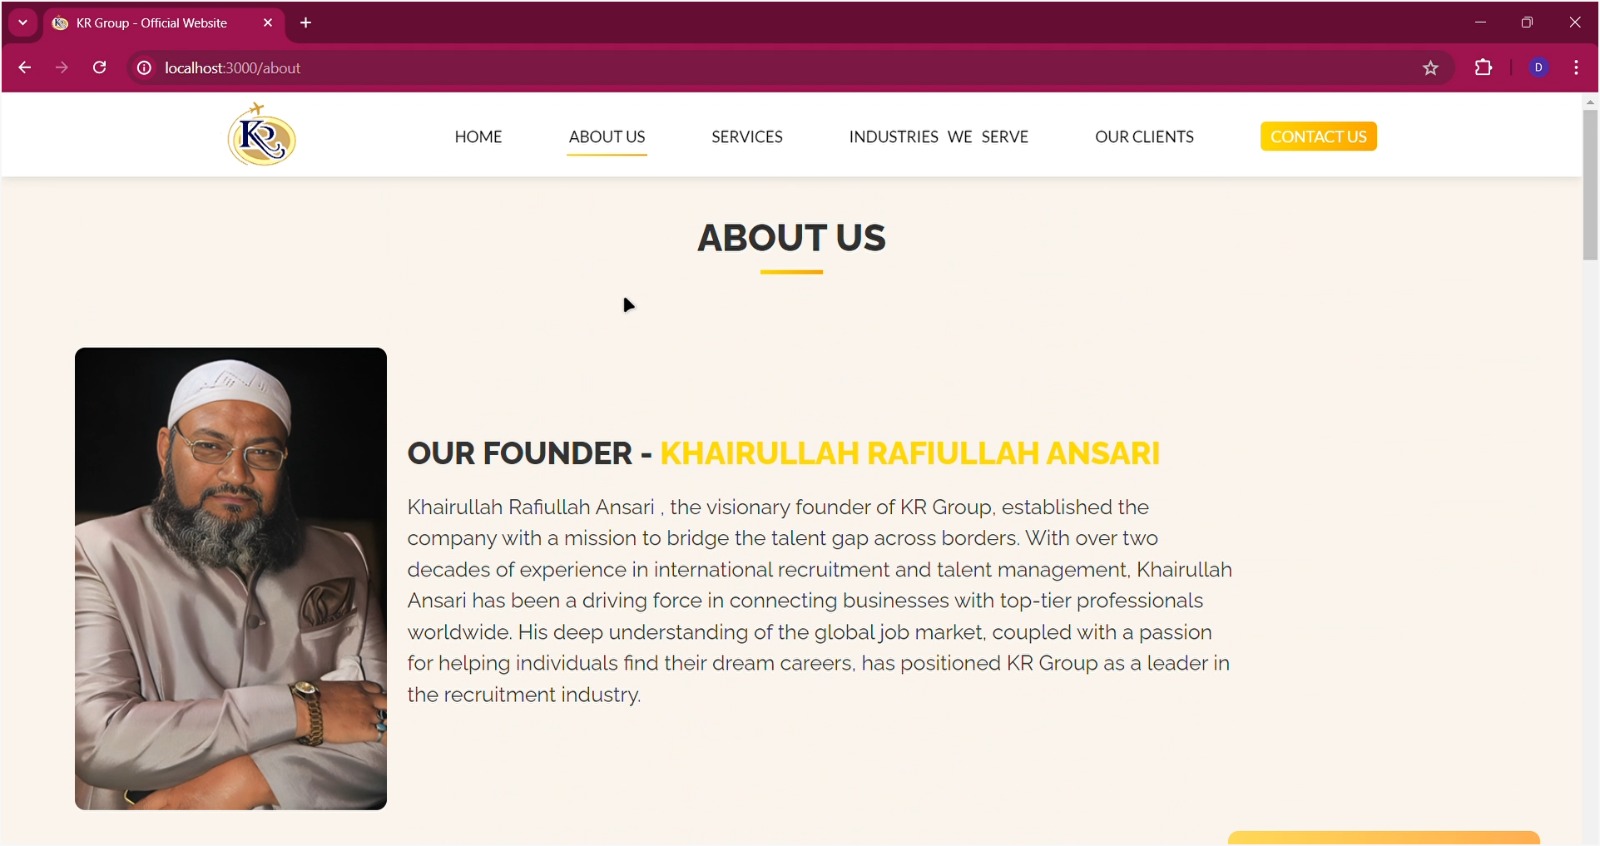 KR Group - Official Website
localhost:3000/about
D
KR
HOME
ABOUT US
SERVICES
INDUSTRIES WE SERVE
OUR CLIENTS
CONTACT US
ABOUT US
OUR FOUNDER - KHAIRULLAH RAFIULLAH ANSARI
Khairullah Rafiullah Ansari , the visionary founder of KR Group, established the
company with a mission to bridge the talent gap across borders. With over two
decades of experience in international recruitment and talent management, Khairullah
Ansari has been a driving force in connecting businesses with top-tier professionals
worldwide. His deep understanding of the global job market, coupled with a passion
for helping individuals find their dream careers, has positioned KR Group as a leader in
the recruitment industry.